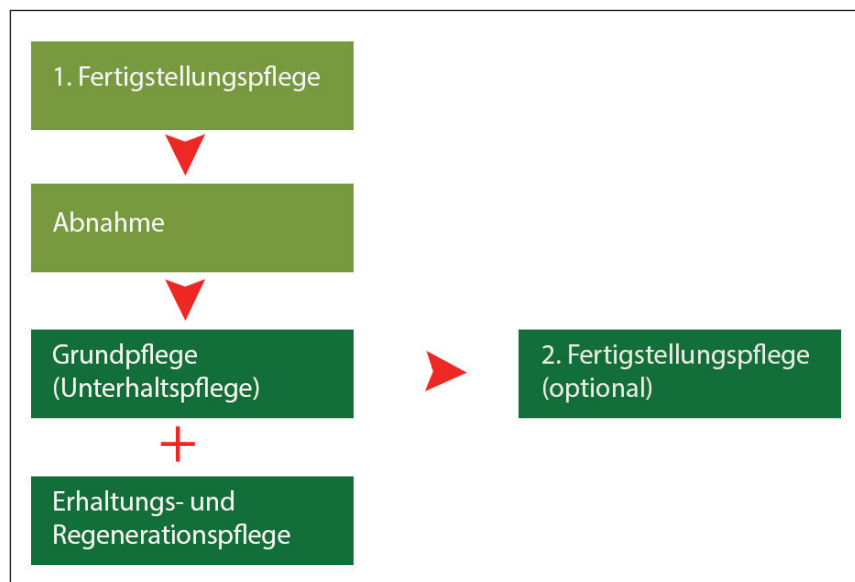 1. Fertigstellungspflege
Abnahme
Grundpflege
(Unterhaltspflege)
2. Fertigstellungspflege
(optional)
+
Erhaltungs- und
Regenerationspflege